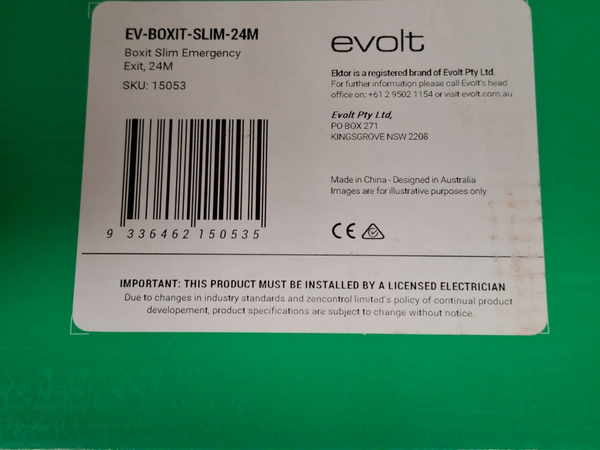 EV-BOXIT-SLIM-24M
Boxit Slim Emergency
Exit, 24M
SKU: 15053
9 336462 150535
evolt
Ektor is a registered brand of Evolt Pty Ltd.
For further information please call Evolt's head
office on: +61 2 9502 1154 or visit evolt.com.au
Evolt Pty Ltd,
PO BOX 271
KINGSGROVE NSW 2208
Made in China - Designed in Australia
Images are for illustrative purposes only
CE
IMPORTANT: THIS PRODUCT MUST BE INSTALLED BY A LICENSED ELECTRICIAN
Due to changes in industry standards and zencontrol limited's policy of continual product
developement, product specifications are subject to change without notice.